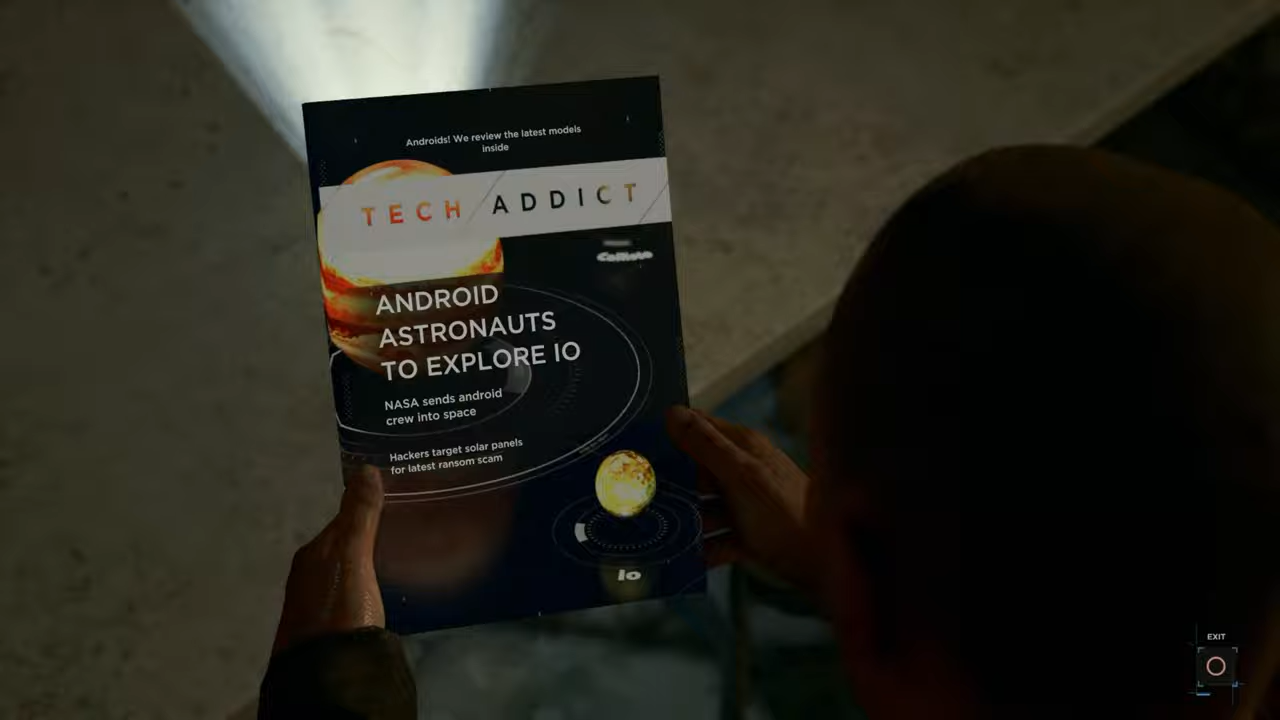 Androids! We review the latest models
inside
TECH ADDICT
Callisto
ANDROID
ASTRONAUTS
TO EXPLORE IO
NASA sends android
crew into space
Hackers target solar panels
for latest ransom scam
Io
EXIT